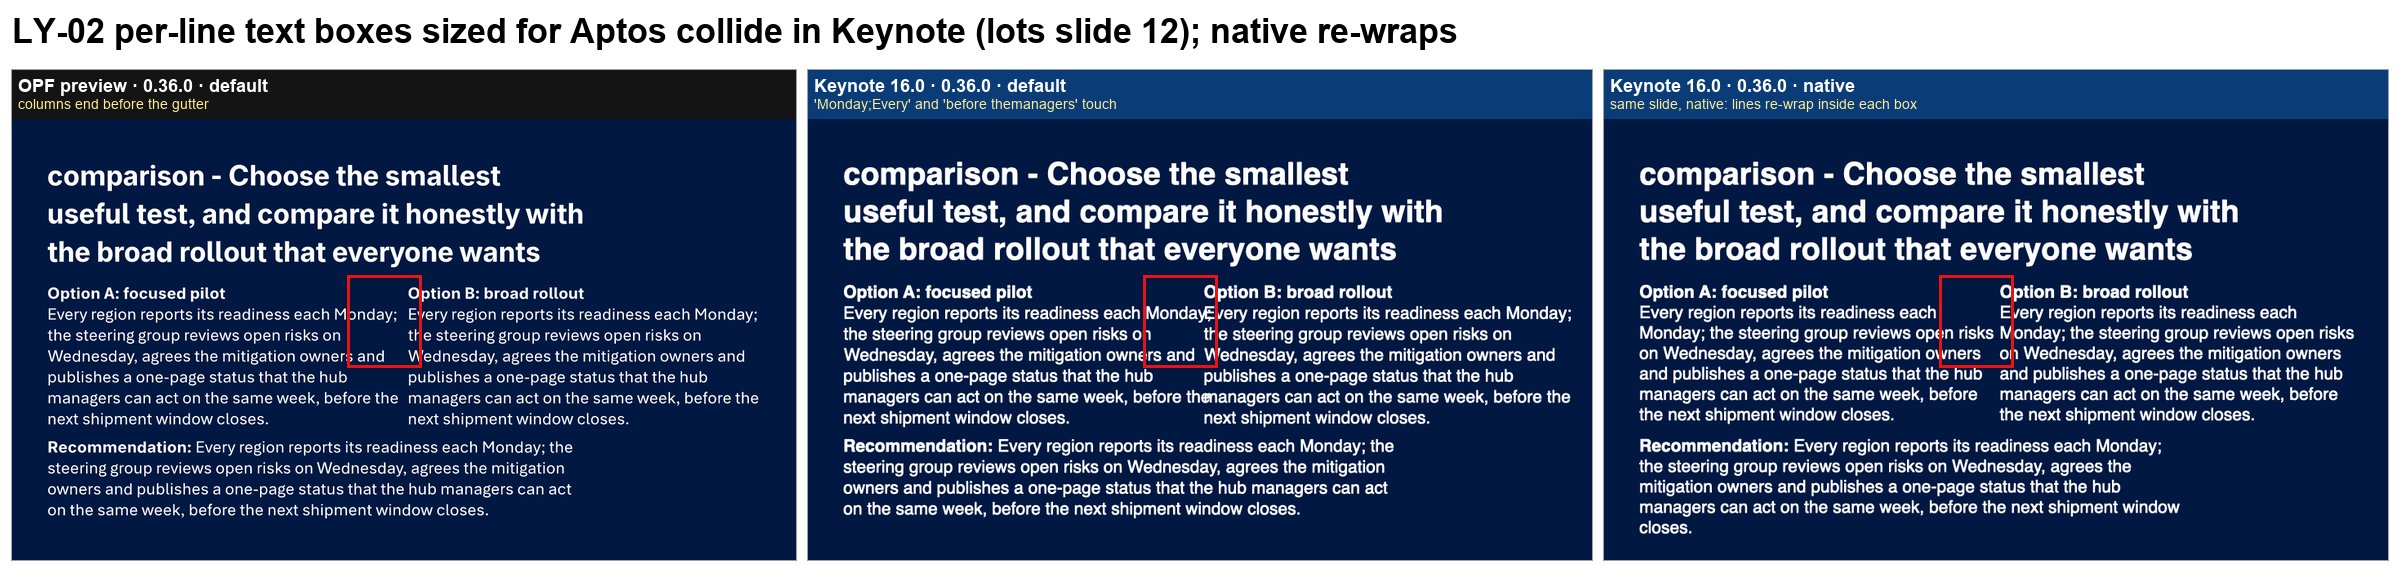 LY-02 per-line text boxes sized for Aptos collide in Keynote (lots slide 12); native re-wraps
OPF preview · 0.36.0 · default
columns end before the gutter
comparison - Choose the smallest
useful test, and compare it honestly with
the broad rollout that everyone wants
Option A: focused pilot
Every region reports its readiness each Monday;
the steering group reviews open risks on
Wednesday, agrees the mitigation owners and
publishes a one-page status that the hub
managers can act on the same week, before the
next shipment window closes.
Option B: broad rollout
Every region reports its readiness each Monday;
the steering group reviews open risks on
Wednesday, agrees the mitigation owners and
publishes a one-page status that the hub
managers can act on the same week, before the
next shipment window closes.
Recommendation: Every region reports its readiness each Monday; the
steering group reviews open risks on Wednesday, agrees the mitigation
owners and publishes a one-page status that the hub managers can act
on the same week, before the next shipment window closes.
Keynote 16.0 · 0.36.0 · default
'Monday;Every' and 'before themanagers' touch
comparison - Choose the smallest
useful test, and compare it honestly with
the broad rollout that everyone wants
Option A: focused pilot
Every region reports its readiness each Monday;
the steering group reviews open risks on
Wednesday, agrees the mitigation owners and
publishes a one-page status that the hub
managers can act on the same week, before the
next shipment window closes.
Option B: broad rollout
Every region reports its readiness each Monday;
the steering group reviews open risks on
Wednesday, agrees the mitigation owners and
publishes a one-page status that the hub
managers can act on the same week, before the
next shipment window closes.
Recommendation: Every region reports its readiness each Monday; the
steering group reviews open risks on Wednesday, agrees the mitigation
owners and publishes a one-page status that the hub managers can act
on the same week, before the next shipment window closes.
Keynote 16.0 · 0.36.0 · native
same slide, native: lines re-wrap inside each box
comparison - Choose the smallest
useful test, and compare it honestly with
the broad rollout that everyone wants
Option A: focused pilot
Every region reports its readiness each
Monday; the steering group reviews open risks
on Wednesday, agrees the mitigation owners
and publishes a one-page status that the hub
managers can act on the same week, before
the next shipment window closes.
Option B: broad rollout
Every region reports its readiness each
Monday; the steering group reviews open risks
on Wednesday, agrees the mitigation owners
and publishes a one-page status that the hub
managers can act on the same week, before
the next shipment window closes.
Recommendation: Every region reports its readiness each Monday;
the steering group reviews open risks on Wednesday, agrees the
mitigation owners and publishes a one-page status that the hub
managers can act on the same week, before the next shipment window
closes.